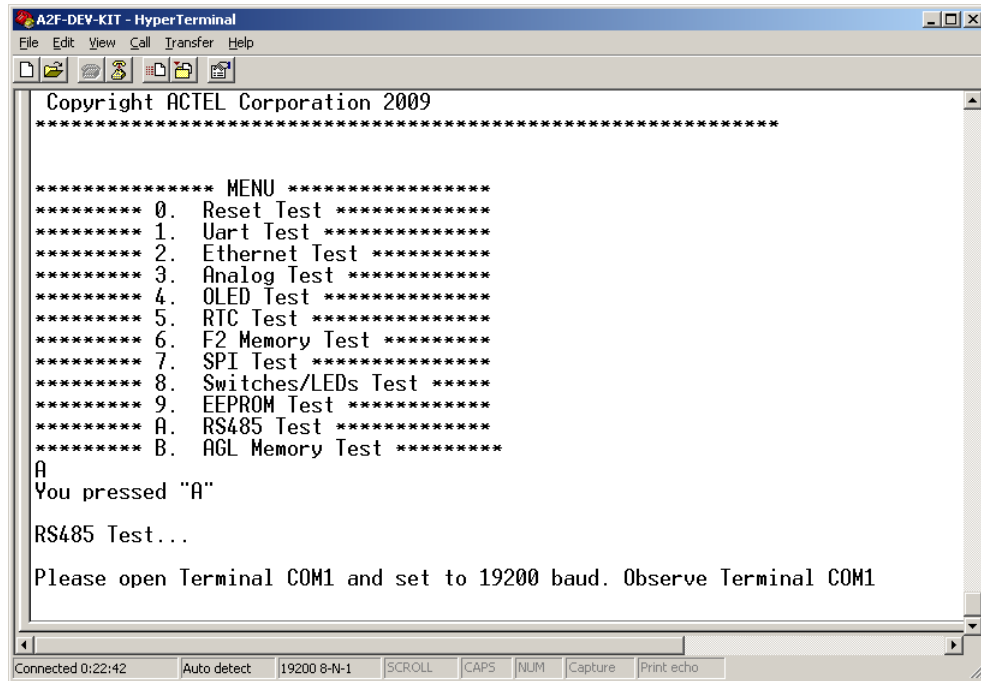 A2F-DEV-KIT - HyperTerminal
File Edit View Call Transfer Help
Copyright ACTEL Corporation 2009
**************************************************************
*************** MENU *****************
********* 0. Reset Test *************
********* 1. Uart Test **************
********* 2. Ethernet Test **********
********* 3. Analog Test ************
********* 4. OLED Test **************
********* 5. RTC Test ***************
********* 6. F2 Memory Test *********
********* 7. SPI Test ***************
********* 8. Switches/LEDs Test *****
********* 9. EEPROM Test ************
********* A. RS485 Test *************
********* B. AGL Memory Test *********
A
You pressed "A"
RS485 Test...
Please open Terminal COM1 and set to 19200 baud. Observe Terminal COM1
Connected 0:22:42 Auto detect 19200 8-N-1 SCROLL CAPS NUM Capture Print echo